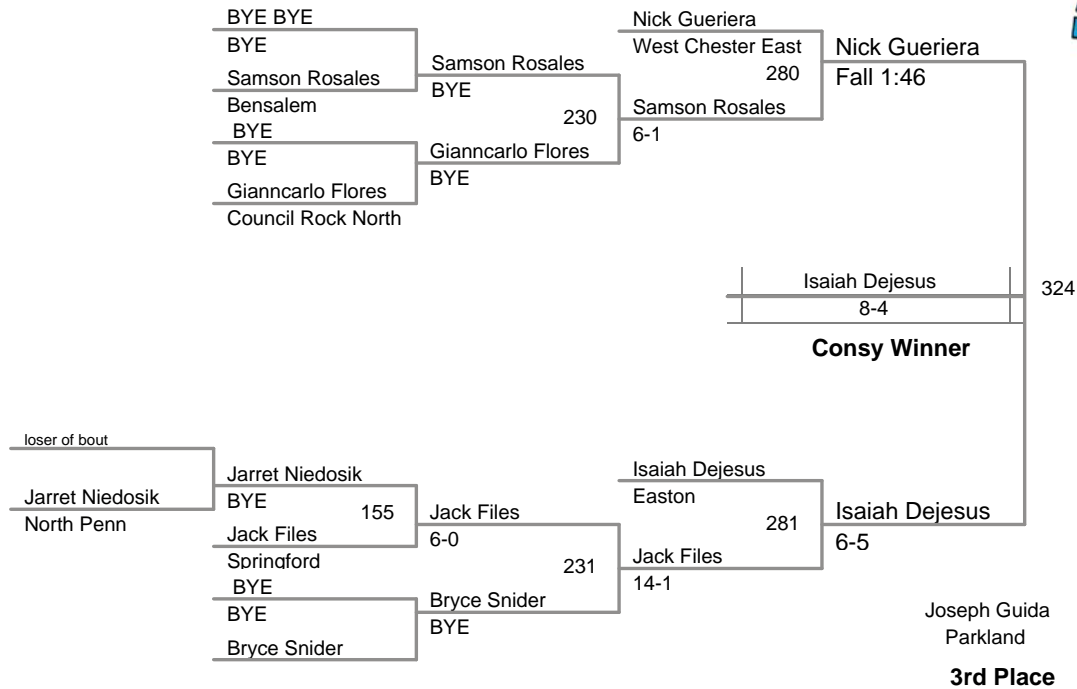 BYE BYE
BYE
Samson Rosales
Bensalem
BYE
BYE
Gianncarlo Flores
Council Rock North
Samson Rosales
BYE
230
Gianncarlo Flores
BYE
Nick Gueriera
West Chester East
280
Samson Rosales
6-1
Nick Gueriera
Fall 1:46
Isaiah Dejesus
8-4
324
Consy Winner
loser of bout
Jarret Niedosik
North Penn
Jarret Niedosik
BYE
155
Jack Files
Springford
BYE
BYE
Bryce Snider
Jack Files
6-0
231
Bryce Snider
BYE
Isaiah Dejesus
Easton
281
Jack Files
14-1
Isaiah Dejesus
6-5
Joseph Guida
Parkland
3rd Place